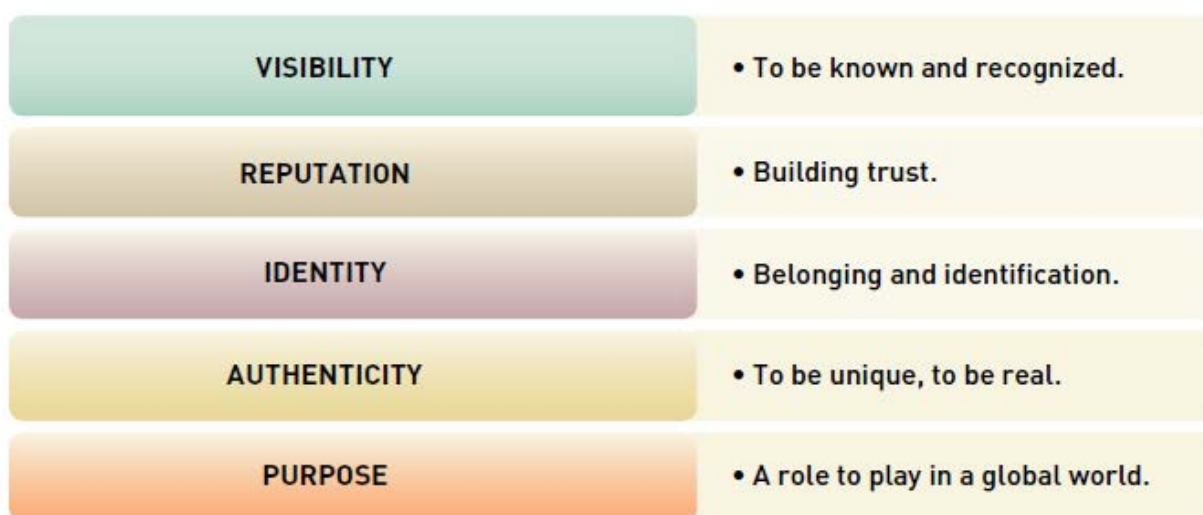 VISIBILITY
• To be known and recognized.
REPUTATION
• Building trust.
IDENTITY
• Belonging and identification.
AUTHENTICITY
• To be unique, to be real.
PURPOSE
• A role to play in a global world.